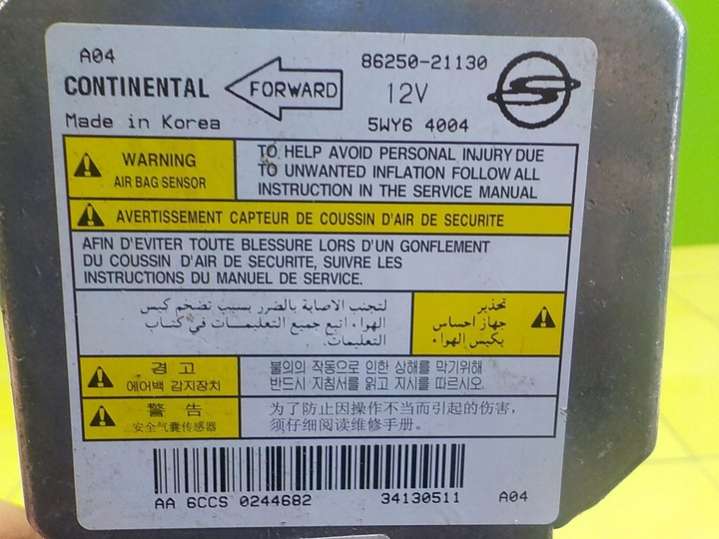 A04
86250-21130
CONTINENTAL
FORWARD
12V
Made in Korea
5WY6 4004
WARNING
AIR BAG SENSOR
TO HELP AVOID PERSONAL INJURY DUE
TO UNWANTED INFLATION FOLLOW ALL
INSTRUCTION IN THE SERVICE MANUAL
AVERTISSEMENT CAPTEUR DE COUSSIN D'AIR DE SECURITE
AFIN D'EVITER TOUTE BLESSURE LORS D'UN GONFLEMENT
DU COUSSIN D'AIR DE SECURITE, SUIVRE LES
INSTRUCTIONS DU MANUEL DE SERVICE.
تحذير
جهاز احساس
بكيس الهواء
لتجنب الاصابة بالضرر بسبب تضخم كيس
الهواء اتبع جميع التعليمات في كتاب
التعليمات.
경 고
에어백 감지장치
불의의 작동으로 인한 상해를 막기위해
반드시 지침서를 읽고 지시를 따르시오.
警 告
安全气囊传感器
为了防止因操作不当而引起的伤害，
须仔细阅读维修手册。
AA 6CCS 0244682
34130511
A04